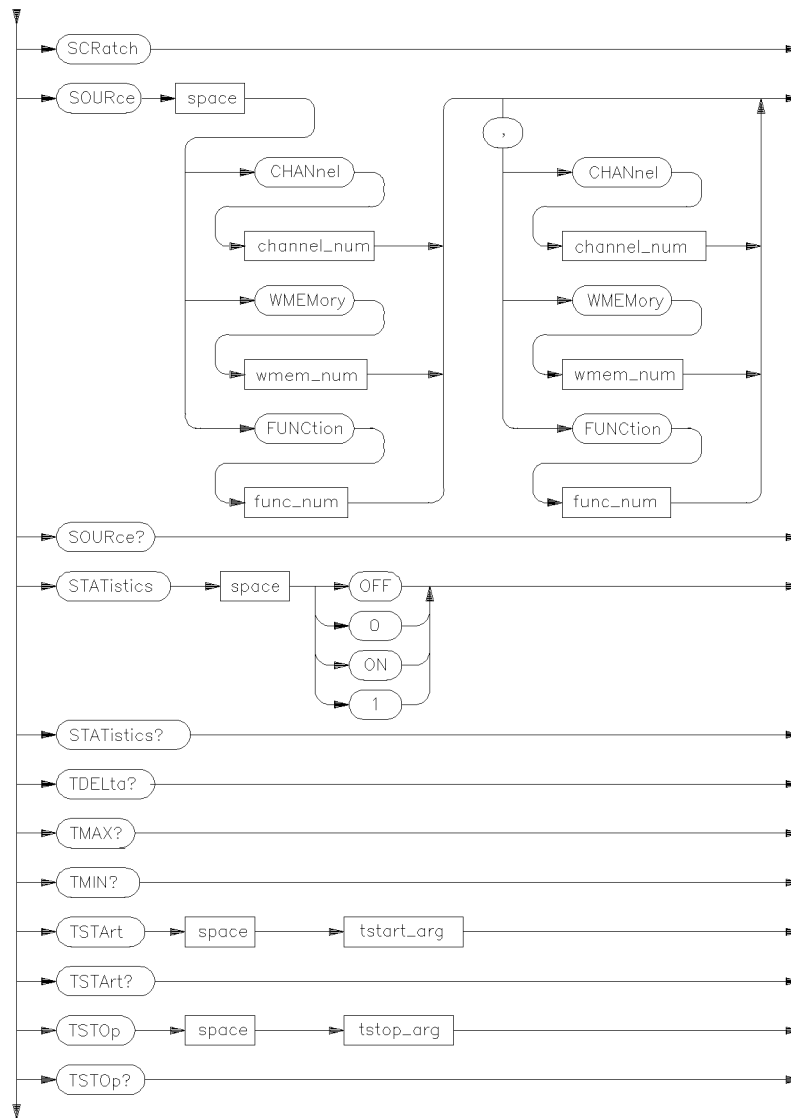 SCRatch
SOURce space
,
CHANnel CHANnel
channel_num channel_num
WMEMory WMEMory
wmem_num wmem_num
FUNCtion FUNCtion
func_num func_num
SOURce?
STATistics space OFF
0
ON
1
STATistics?
TDELta?
TMAX?
TMIN?
TSTArt space tstart_arg
TSTArt?
TSTOp space tstop_arg
TSTOp?